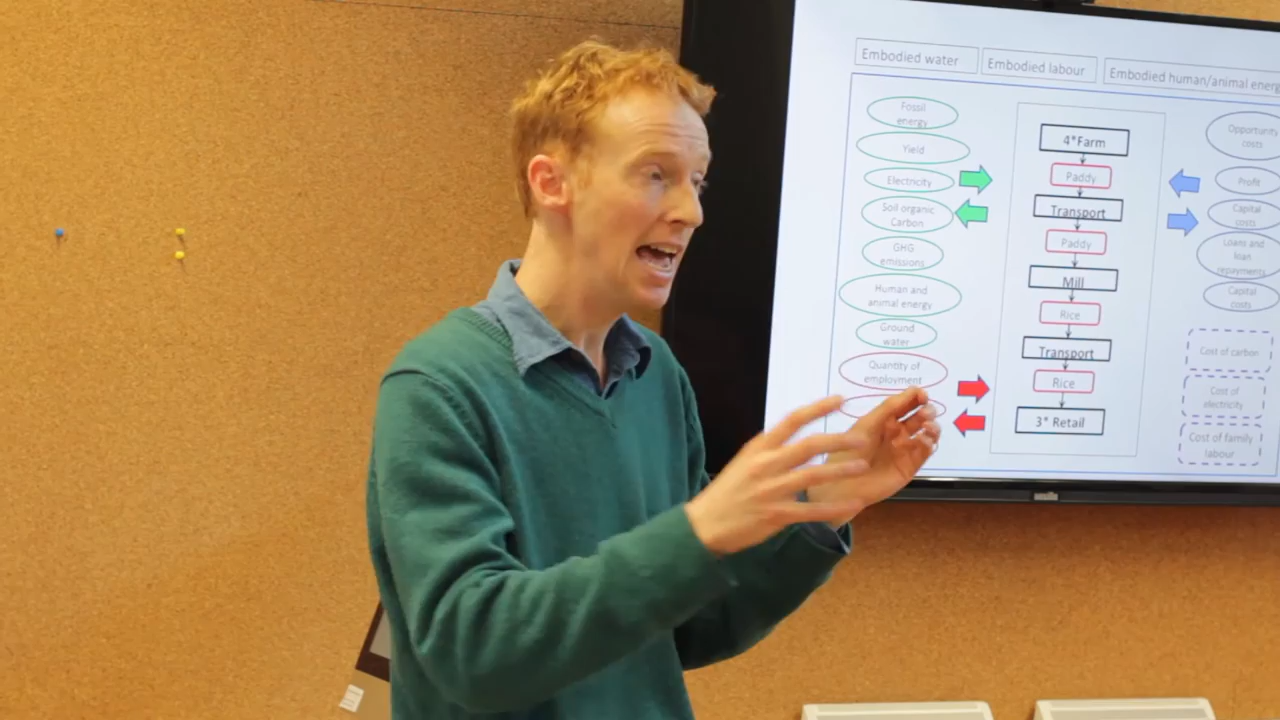 Embodied water
Embodied labour
Embodied human/animal energ
Fossil
energy
Yield
Electricity
Soil organic
Carbon
GHG
emissions
Human and
animal energy
Ground
water
Quantity of
employment
4*Farm
Paddy
Transport
Paddy
Mill
Rice
Transport
Rice
3* Retail
Opportunity
costs
Profit
Capital
costs
Loans and
loan
repayments
Capital
costs
Cost of carbon
Cost of
electricity
Cost of family
labour